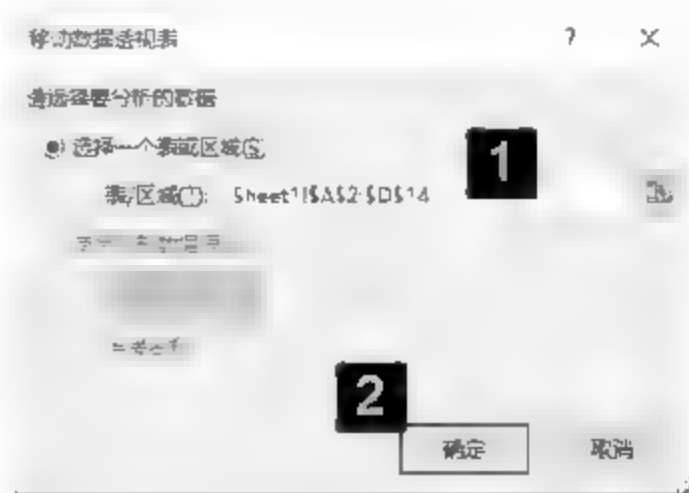 移动数据透视表 ? ×
请选择要分析的数据
选择一个表或区域(S)
1
表/区域(T): Sheet1!$A$2:$D$14
2
确定 取消